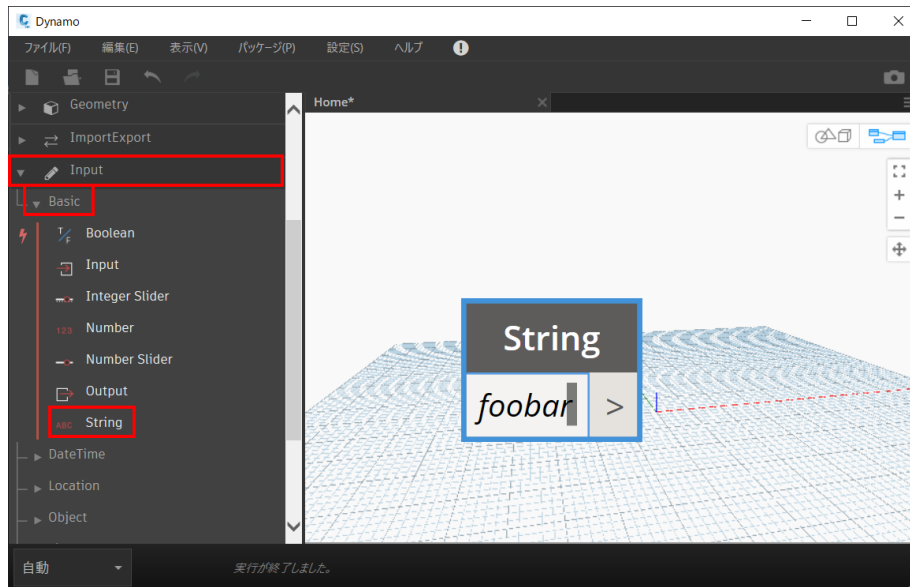 Dynamo
ファイル(F) 編集(E) 表示(V) パッケージ(P) 設定(S) ヘルプ !
Geometry
Home*
ImportExport
Input
Basic
T/F Boolean
Input
Integer Slider
123 Number
Number Slider
Output
ABC String
DateTime
Location
Object
String
foobar >
自動
実行が終了しました。